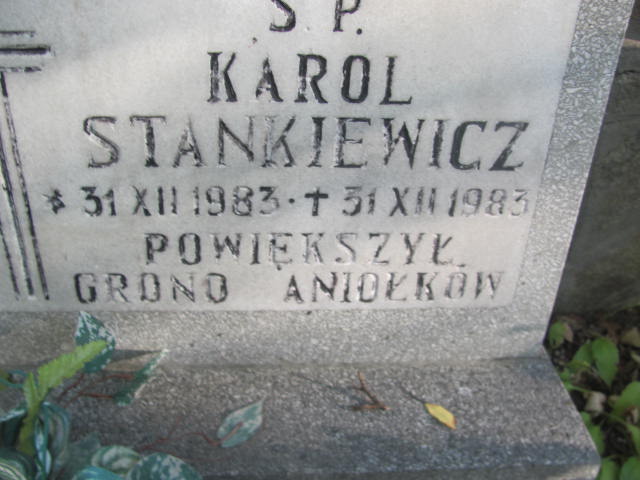 Ś. P.
KAROL
STANKIEWICZ
* 31 XII 1983 · ✝ 31 XII 1983
POWIĘKSZYŁ
GRONO ANIOŁKÓW